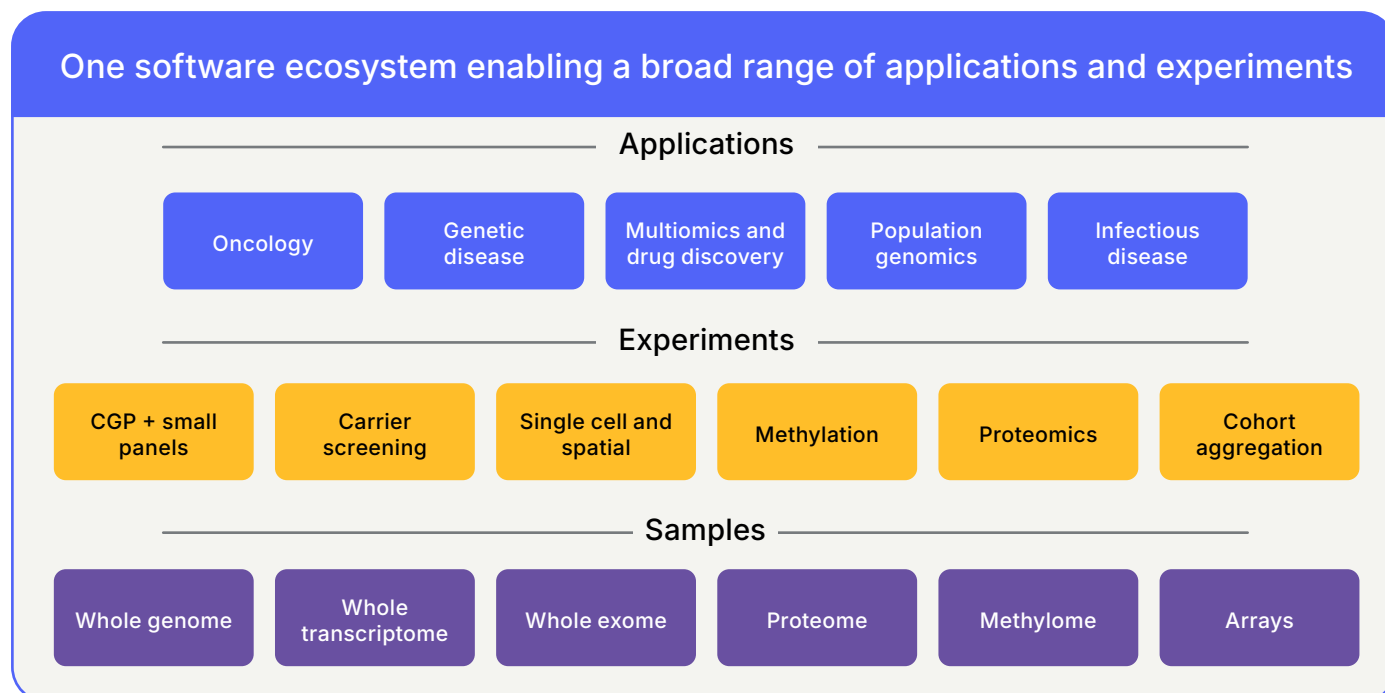 One software ecosystem enabling a broad range of applications and experiments
Applications
Oncology
Genetic
disease
Multiomics and
drug discovery
Population
genomics
Infectious
disease
Experiments
CGP + small
panels
Carrier
screening
Single cell and
spatial
Methylation
Proteomics
Cohort
aggregation
Samples
Whole genome
Whole
transcriptome
Whole exome
Proteome
Methylome
Arrays